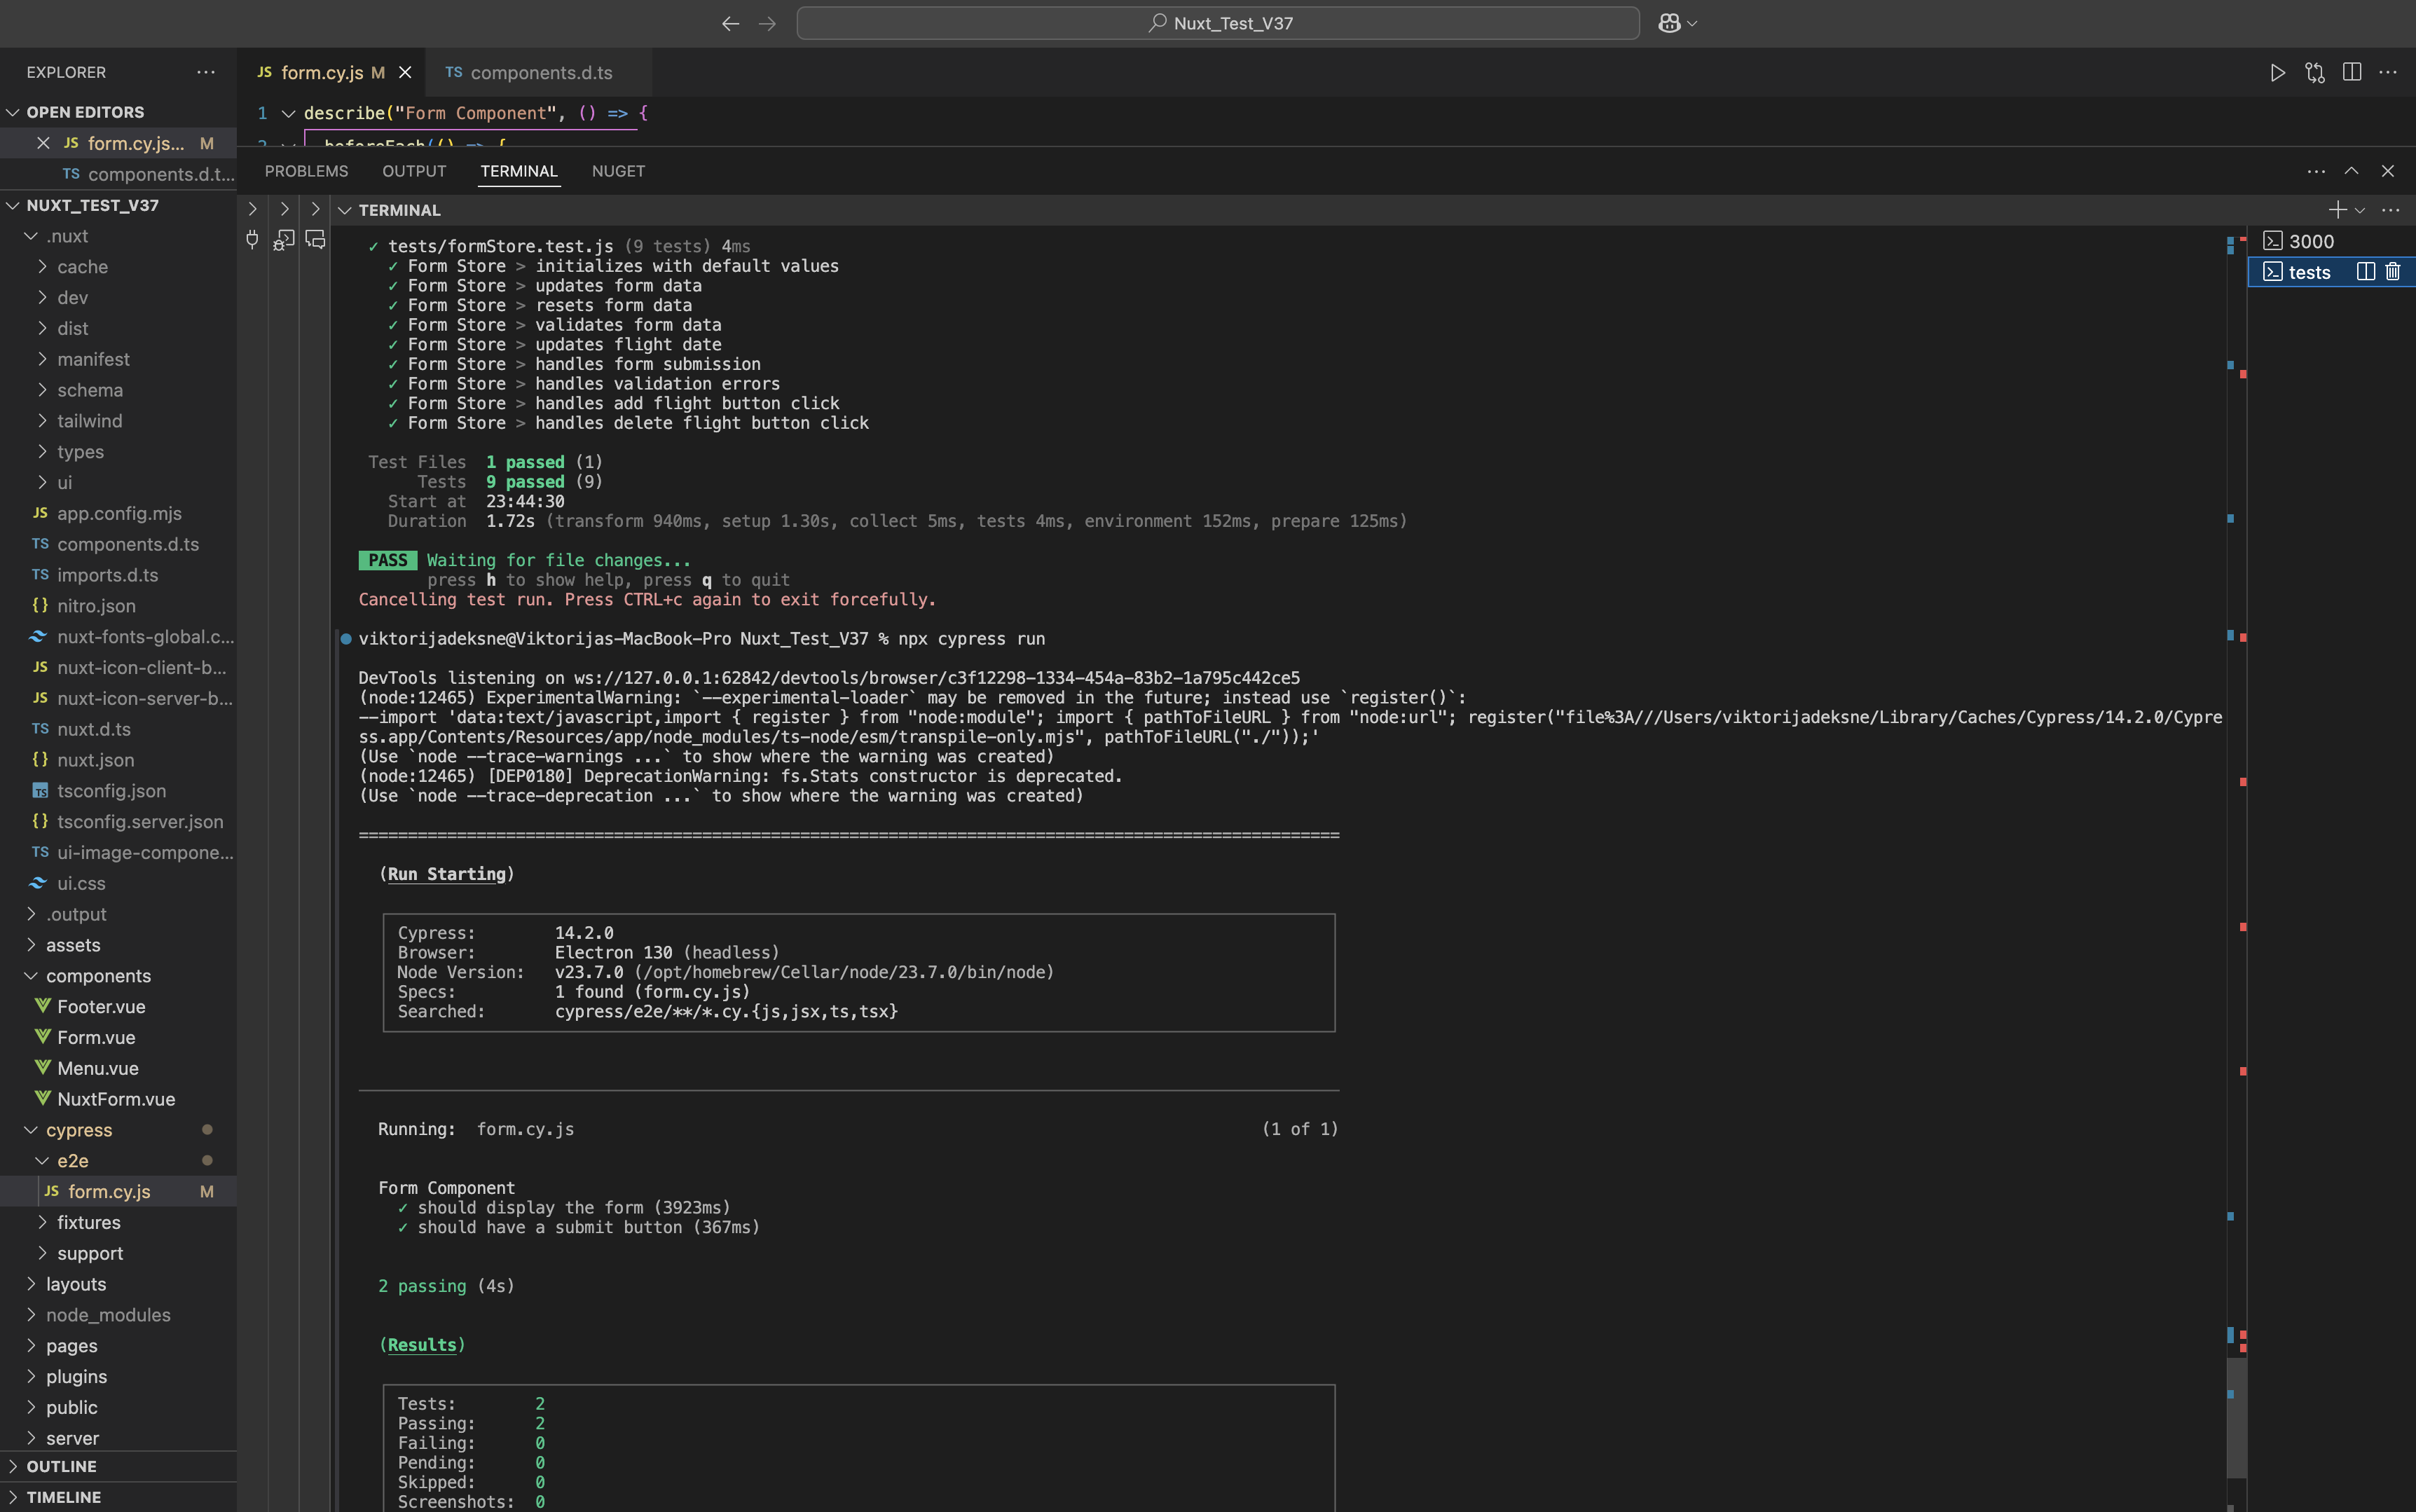 Nuxt_Test_V37
EXPLORER
OPEN EDITORS
JS form.cy.js... M
TS components.d.t...
NUXT_TEST_V37
.nuxt
cache
dev
dist
manifest
schema
tailwind
types
ui
JS app.config.mjs
TS components.d.ts
TS imports.d.ts
{} nitro.json
nuxt-fonts-global.c...
JS nuxt-icon-client-b...
JS nuxt-icon-server-b...
TS nuxt.d.ts
{} nuxt.json
TS tsconfig.json
{} tsconfig.server.json
TS ui-image-compone...
ui.css
.output
assets
components
Footer.vue
Form.vue
Menu.vue
NuxtForm.vue
cypress
e2e
JS form.cy.js M
fixtures
support
layouts
node_modules
pages
plugins
public
server
OUTLINE
TIMELINE
JS form.cy.js M
TS components.d.ts
1 describe("Form Component", () => {
2 beforeEach(() => {
PROBLEMS OUTPUT TERMINAL NUGET
TERMINAL
✓ tests/formStore.test.js (9 tests) 4ms
✓ Form Store > initializes with default values
✓ Form Store > updates form data
✓ Form Store > resets form data
✓ Form Store > validates form data
✓ Form Store > updates flight date
✓ Form Store > handles form submission
✓ Form Store > handles validation errors
✓ Form Store > handles add flight button click
✓ Form Store > handles delete flight button click
Test Files 1 passed (1)
Tests 9 passed (9)
Start at 23:44:30
Duration 1.72s (transform 940ms, setup 1.30s, collect 5ms, tests 4ms, environment 152ms, prepare 125ms)
PASS Waiting for file changes...
press h to show help, press q to quit
Cancelling test run. Press CTRL+c again to exit forcefully.
viktorijadeksne@Viktorijas-MacBook-Pro Nuxt_Test_V37 % npx cypress run
DevTools listening on ws://127.0.0.1:62842/devtools/browser/c3f12298-1334-454a-83b2-1a795c442ce5
(node:12465) ExperimentalWarning: `--experimental-loader` may be removed in the future; instead use `register()`:
--import 'data:text/javascript,import { register } from "node:module"; import { pathToFileURL } from "node:url"; register("file%3A///Users/viktorijadeksne/Library/Caches/Cypress/14.2.0/Cypre
ss.app/Contents/Resources/app/node_modules/ts-node/esm/transpile-only.mjs", pathToFileURL("./"));'
(Use `node --trace-warnings ...` to show where the warning was created)
(node:12465) [DEP0180] DeprecationWarning: fs.Stats constructor is deprecated.
(Use `node --trace-deprecation ...` to show where the warning was created)
====================================================================================================
(Run Starting)
Cypress: 14.2.0
Browser: Electron 130 (headless)
Node Version: v23.7.0 (/opt/homebrew/Cellar/node/23.7.0/bin/node)
Specs: 1 found (form.cy.js)
Searched: cypress/e2e/**/*.cy.{js,jsx,ts,tsx}
Running: form.cy.js (1 of 1)
Form Component
✓ should display the form (3923ms)
✓ should have a submit button (367ms)
2 passing (4s)
(Results)
Tests: 2
Passing: 2
Failing: 0
Pending: 0
Skipped: 0
Screenshots: 0
3000
tests